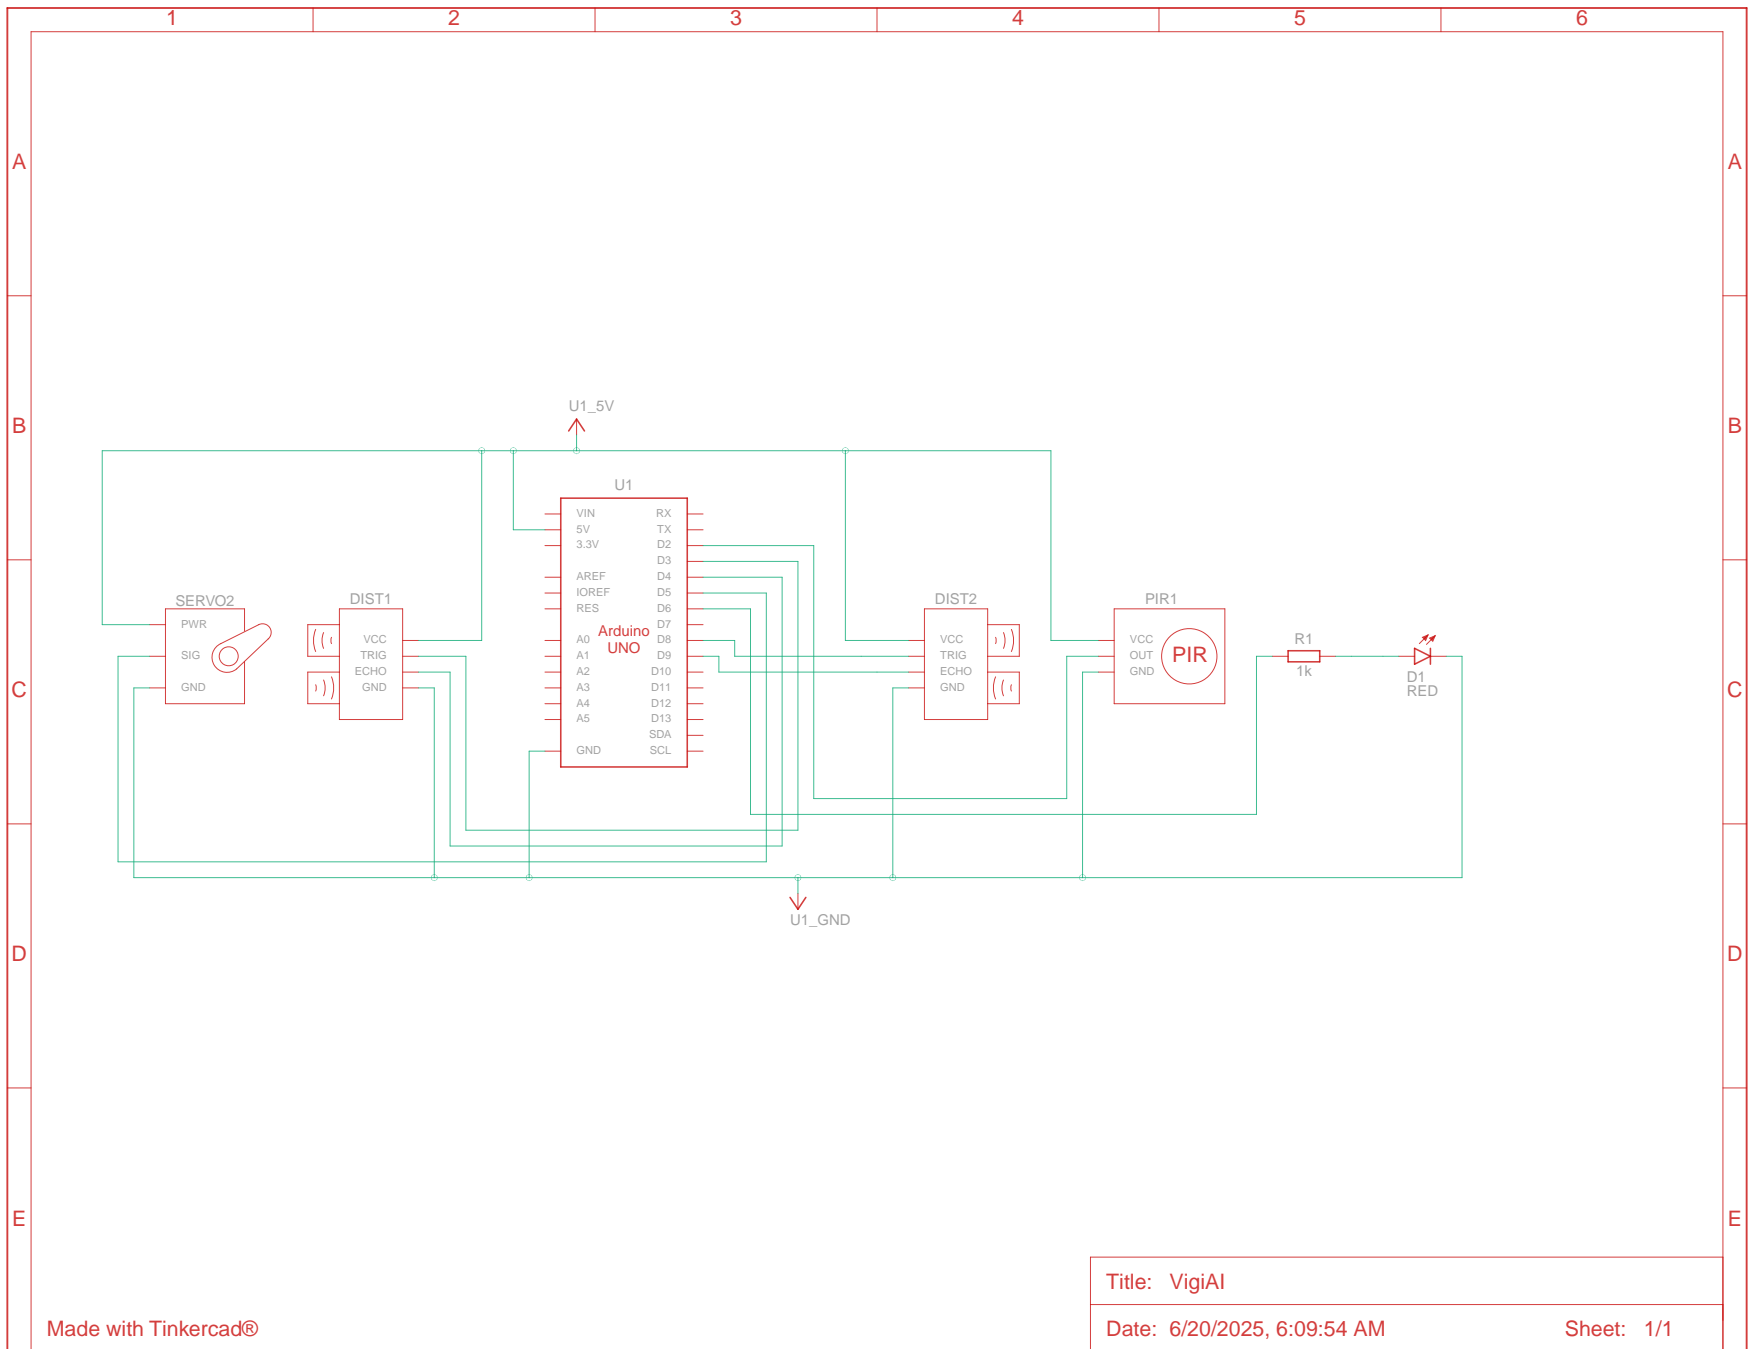 1 2 3 4 5 6
A A
B B
U1_5V
U1
VIN RX
5V TX
3.3V D2
D3
AREF D4
IOREF D5
RES D6
D7
A0 D8
A1 D9
A2 D10
A3 D11
A4 D12
A5 D13
SDA
GND SCL
Arduino
UNO
SERVO2
PWR
SIG
GND
DIST1
VCC
TRIG
ECHO
GND
DIST2
VCC
TRIG
ECHO
GND
PIR1
VCC
OUT
GND
PIR
R1
1k
D1
RED
C C
U1_GND
D D
E E
Title: VigiAI
Date: 6/20/2025, 6:09:54 AM Sheet: 1/1
Made with Tinkercad®